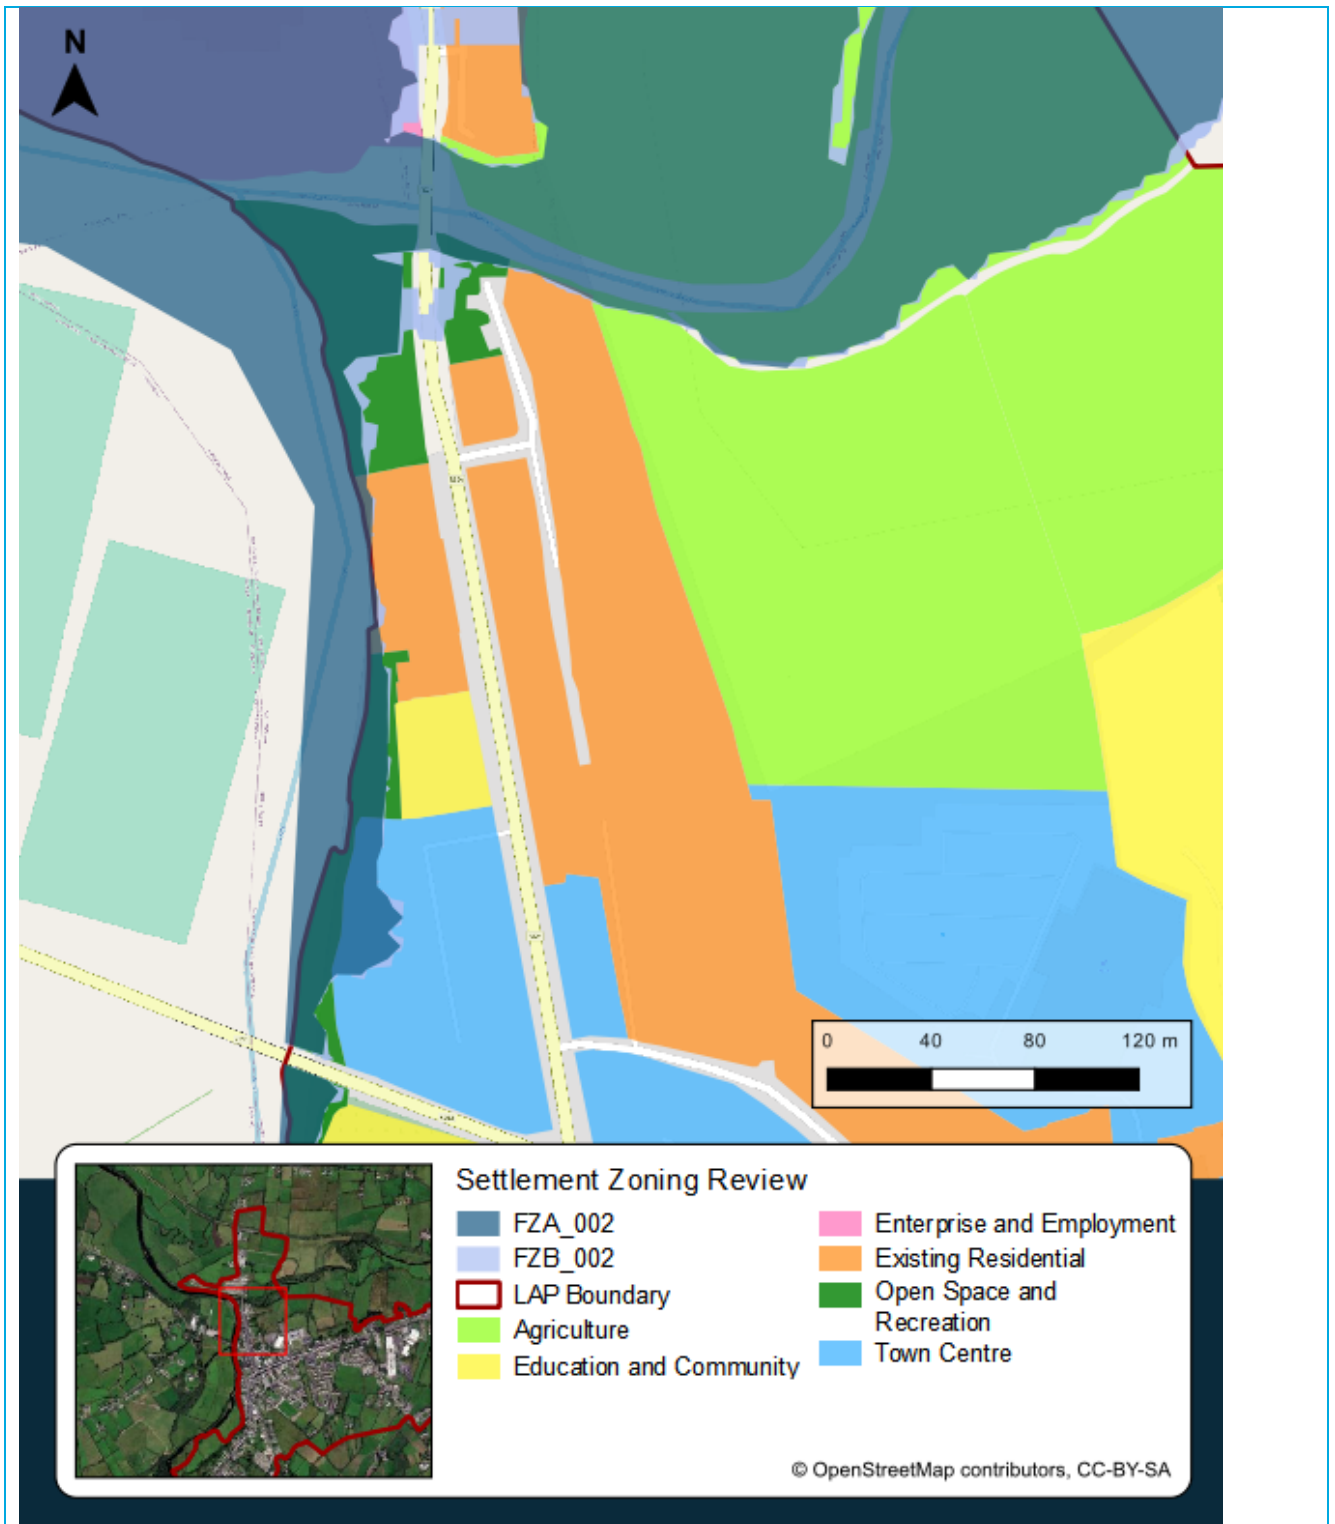 N
0 40 80 120 m
Settlement Zoning Review
FZA_002
FZB_002
LAP Boundary
Agriculture
Education and Community
Enterprise and Employment
Existing Residential
Open Space and
Recreation
Town Centre
© OpenStreetMap contributors, CC-BY-SA